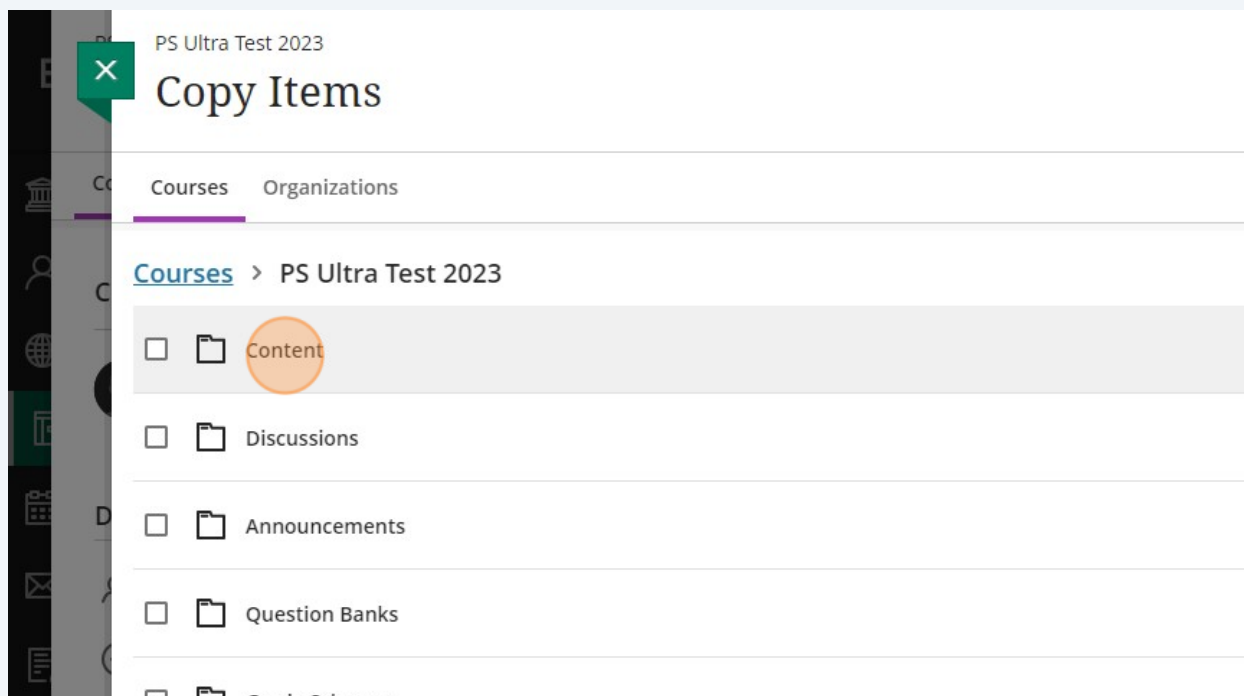 PS Ultra Test 2023
Copy Items
Courses Organizations
Courses > PS Ultra Test 2023
Content
Discussions
Announcements
Question Banks